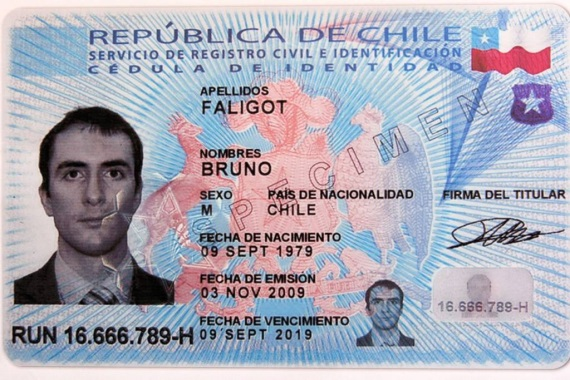 REPÚBLICA DE CHILE
SERVICIO DE REGISTRO CIVIL E IDENTIFICACIÓN
CÉDULA DE IDENTIDAD
APELLIDOS
FALIGOT
NOMBRES
BRUNO
SEXO PAÍS DE NACIONALIDAD
M CHILE
FIRMA DEL TITULAR
FECHA DE NACIMIENTO
09 SEPT 1979
FECHA DE EMISIÓN
03 NOV 2009
FECHA DE VENCIMIENTO
09 SEPT 2019
RUN 16.666.789-H
16.666.789-H
SPECIMEN